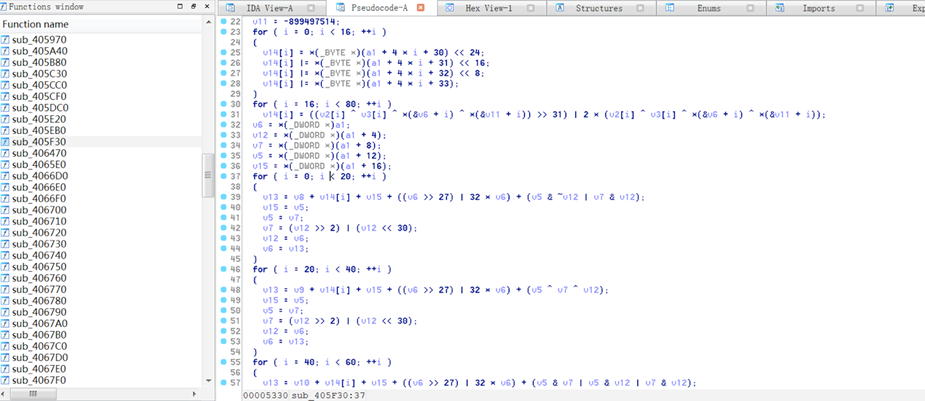 Functions window
Function name
sub_405970
sub_405A40
sub_405B80
sub_405C30
sub_405CC0
sub_405CF0
sub_405DC0
sub_405E20
sub_405EB0
sub_405F30
sub_406470
sub_4065E0
sub_4066D0
sub_4066E0
sub_4066F0
sub_406700
sub_406710
sub_406720
sub_406730
sub_406740
sub_406750
sub_406760
sub_406770
sub_406780
sub_406790
sub_4067A0
sub_4067B0
sub_4067C0
sub_4067D0
sub_4067E0
sub_4067F0
IDA View-A Pseudocode-A Hex View-1 Structures Enums Imports Exp
22 v11 = -899497514;
23 for ( i = 0; i < 16; ++i )
24 {
25 v14[i] = *(_BYTE *)(a1 + 4 * i + 30) << 24;
26 v14[i] |= *(_BYTE *)(a1 + 4 * i + 31) << 16;
27 v14[i] |= *(_BYTE *)(a1 + 4 * i + 32) << 8;
28 v14[i] |= *(_BYTE *)(a1 + 4 * i + 33);
29 }
30 for ( i = 16; i < 80; ++i )
31 v14[i] = ((v2[i] ^ v3[i] ^ *(&v6 + i) ^ *(&v11 + i)) >> 31) | 2 * (v2[i] ^ v3[i] ^ *(&v6 + i) ^ *(&v11 + i));
32 v6 = *(_DWORD *)a1;
33 v12 = *(_DWORD *)(a1 + 4);
34 v7 = *(_DWORD *)(a1 + 8);
35 v5 = *(_DWORD *)(a1 + 12);
36 v15 = *(_DWORD *)(a1 + 16);
37 for ( i = 0; i < 20; ++i )
38 {
39 v13 = v8 + v14[i] + v15 + ((v6 >> 27) | 32 * v6) + (v5 & ~v12 | v7 & v12);
40 v15 = v5;
41 v5 = v7;
42 v7 = (v12 >> 2) | (v12 << 30);
43 v12 = v6;
44 v6 = v13;
45 }
46 for ( i = 20; i < 40; ++i )
47 {
48 v13 = v9 + v14[i] + v15 + ((v6 >> 27) | 32 * v6) + (v5 ^ v7 ^ v12);
49 v15 = v5;
50 v5 = v7;
51 v7 = (v12 >> 2) | (v12 << 30);
52 v12 = v6;
53 v6 = v13;
54 }
55 for ( i = 40; i < 60; ++i )
56 {
57 v13 = v10 + v14[i] + v15 + ((v6 >> 27) | 32 * v6) + (v5 & v7 | v5 & v12 | v7 & v12);
00005330 sub_405F30:37